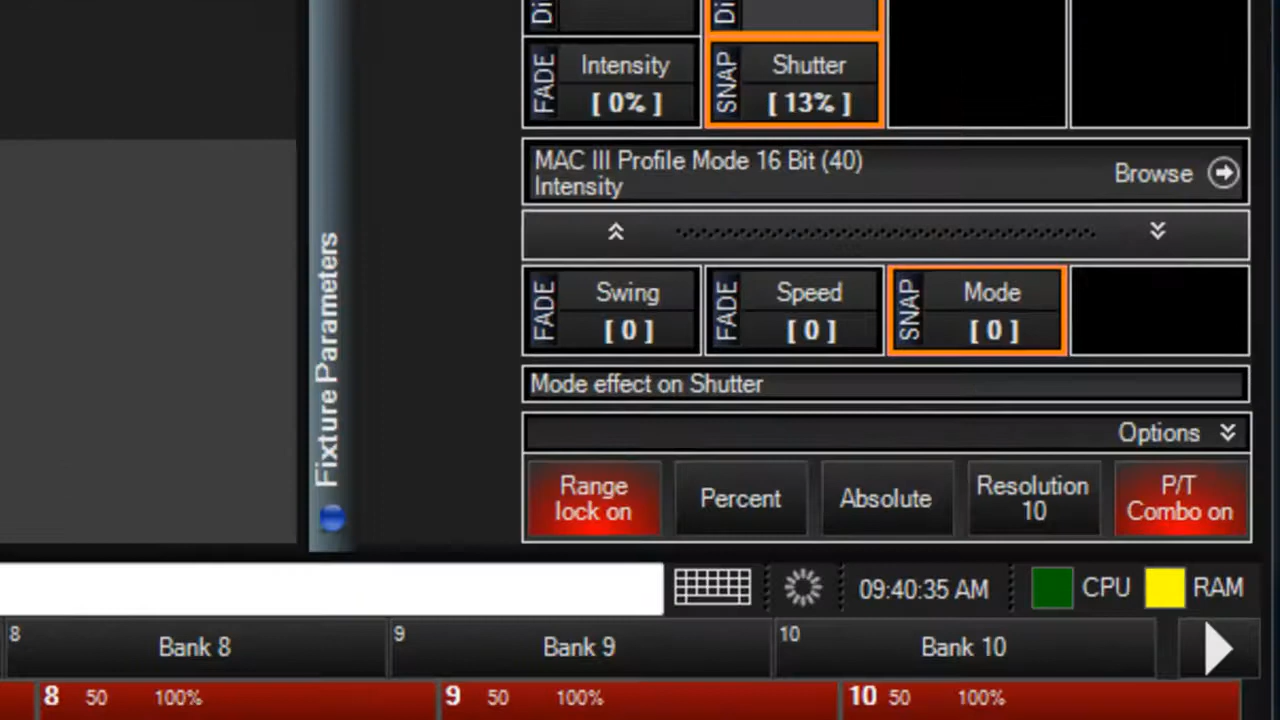 Di
Di
FADE
Intensity
[ 0% ]
SNAP
Shutter
[ 13% ]
MAC III Profile Mode 16 Bit (40)
Intensity
Browse
FADE
Swing
[ 0 ]
FADE
Speed
[ 0 ]
SNAP
Mode
[ 0 ]
Mode effect on Shutter
Options
Range
lock on
Percent
Absolute
Resolution
10
P/T
Combo on
Fixture Parameters
09:40:35 AM
CPU
RAM
8 Bank 8
9 Bank 9
10 Bank 10
8 50 100%
9 50 100%
10 50 100%